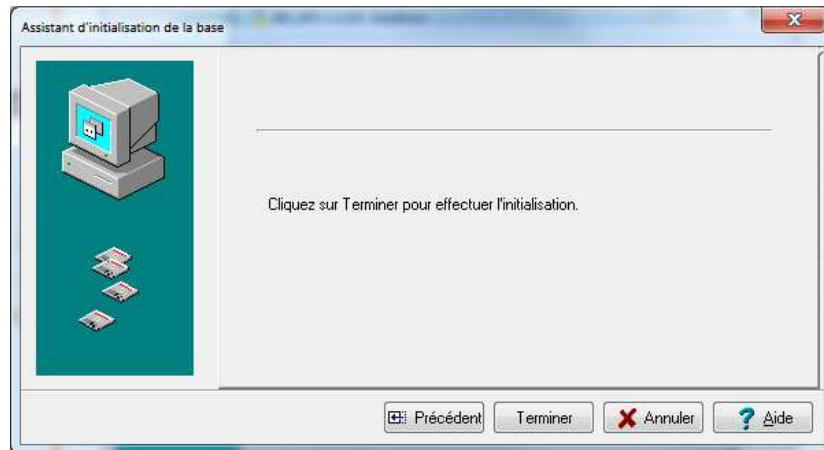 Assistant d'initialisation de la base
Cliquez sur Terminer pour effectuer l'initialisation.
Précédent
Terminer
Annuler
Aide